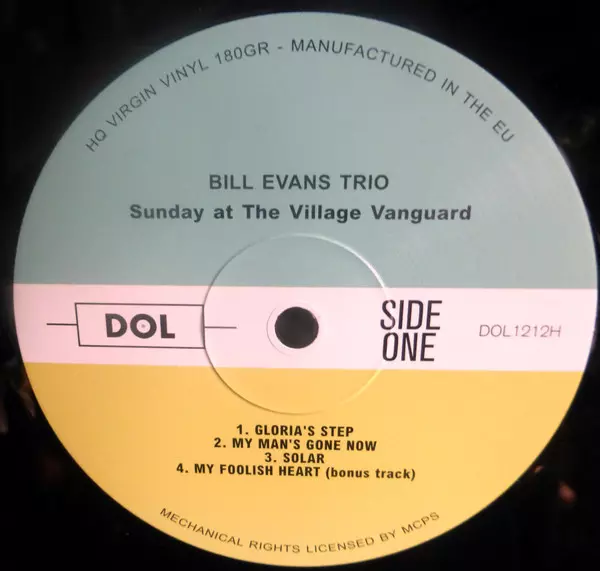 HQ VIRGIN VINYL 180GR - MANUFACTURED IN THE EU
BILL EVANS TRIO
Sunday at The Village Vanguard
DOL
SIDE
ONE
DOL1212H
1. GLORIA'S STEP
2. MY MAN'S GONE NOW
3. SOLAR
4. MY FOOLISH HEART (bonus track)
MECHANICAL RIGHTS LICENSED BY MCPS